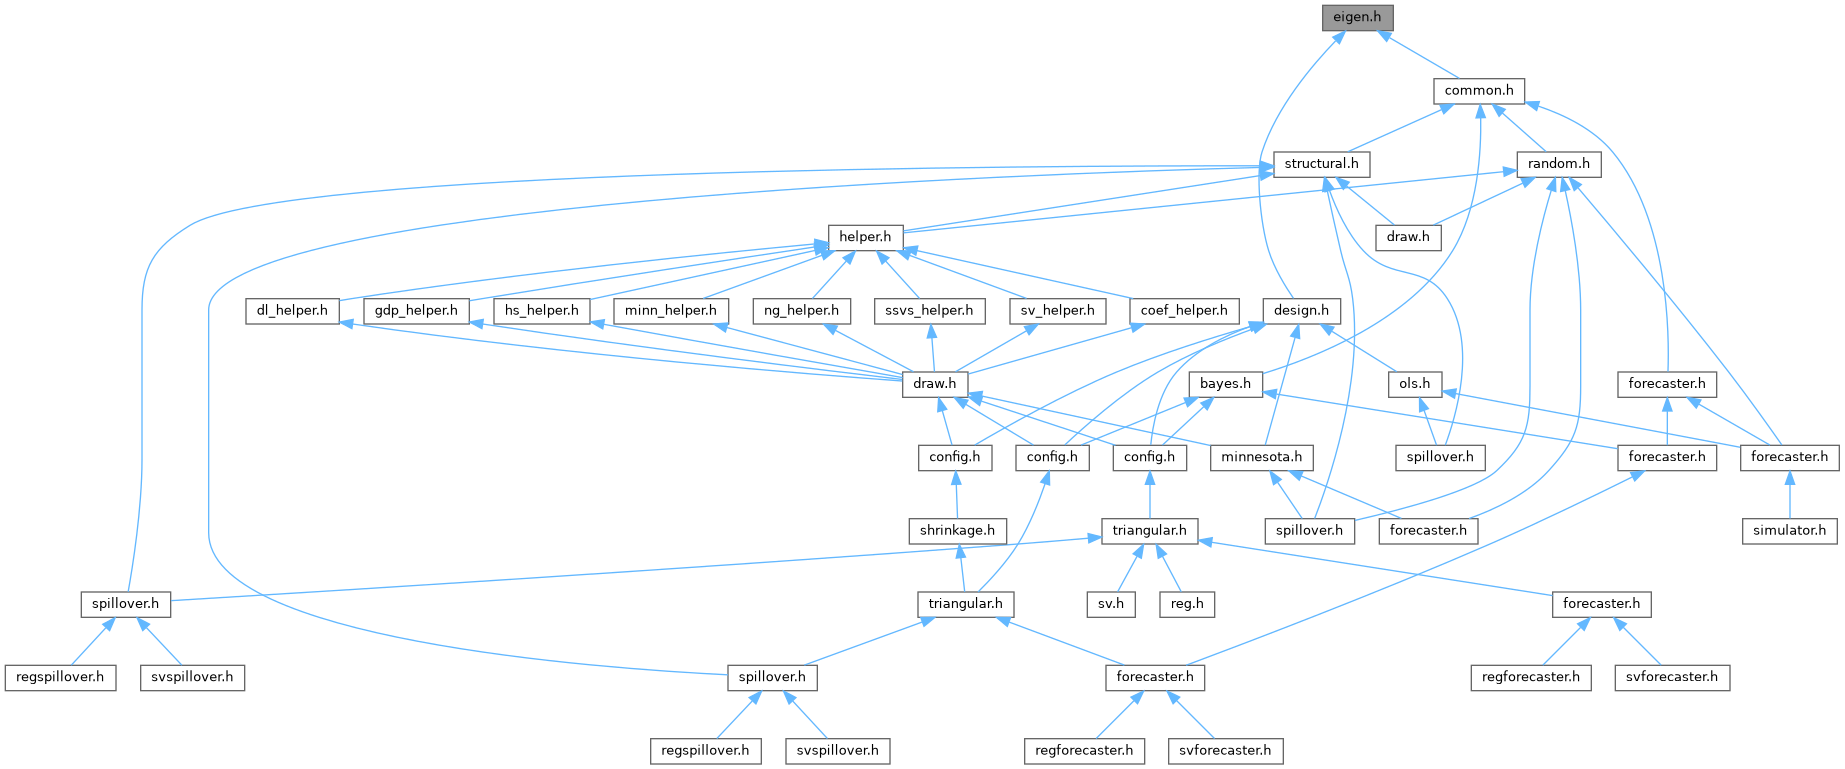 eigen.h
common.h
structural.h
random.h
helper.h
draw.h
dl_helper.h
gdp_helper.h
hs_helper.h
minn_helper.h
ng_helper.h
ssvs_helper.h
sv_helper.h
coef_helper.h
design.h
draw.h
bayes.h
ols.h
forecaster.h
config.h
config.h
config.h
minnesota.h
spillover.h
forecaster.h
forecaster.h
shrinkage.h
triangular.h
spillover.h
forecaster.h
simulator.h
spillover.h
triangular.h
sv.h
reg.h
forecaster.h
regspillover.h
svspillover.h
spillover.h
forecaster.h
regforecaster.h
svforecaster.h
regspillover.h
svspillover.h
regforecaster.h
svforecaster.h